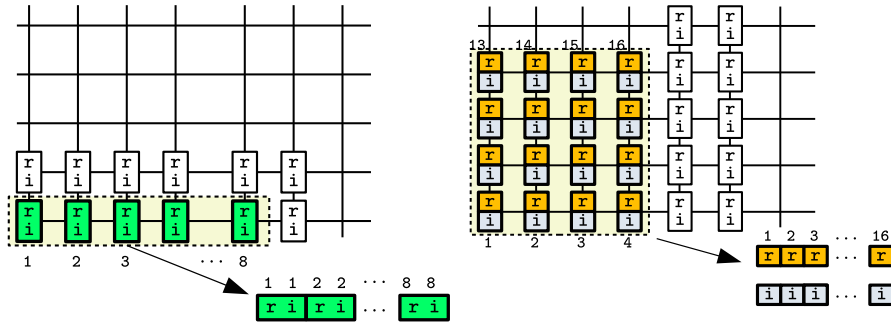 r r r r r r
i i i i i i
r r r r r r
i i i i i i
1 2 3 ... 8
1 1 2 2 ... 8 8
r i r i ... r i
r r
i i
13 14 15 16
r r r r r r
i i i i i i
r r r r r r
i i i i i i
r r r r r r
i i i i i i
r r r r r r
i i i i i i
1 2 3 4
1 2 3 ... 16
r r r ... r
i i i ... i